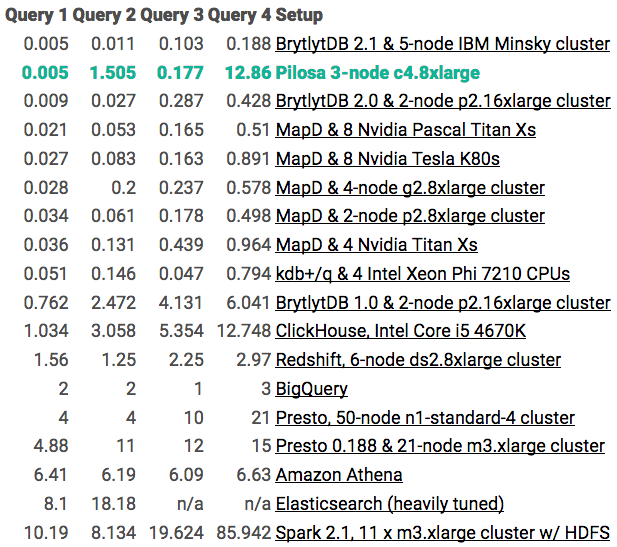 Query 1 Query 2 Query 3 Query 4 Setup
0.005 0.011 0.103 0.188 BrytlytDB 2.1 & 5-node IBM Minsky cluster
0.005 1.505 0.177 12.86 Pilosa 3-node c4.8xlarge
0.009 0.027 0.287 0.428 BrytlytDB 2.0 & 2-node p2.16xlarge cluster
0.021 0.053 0.165 0.51 MapD & 8 Nvidia Pascal Titan Xs
0.027 0.083 0.163 0.891 MapD & 8 Nvidia Tesla K80s
0.028 0.2 0.237 0.578 MapD & 4-node g2.8xlarge cluster
0.034 0.061 0.178 0.498 MapD & 2-node p2.8xlarge cluster
0.036 0.131 0.439 0.964 MapD & 4 Nvidia Titan Xs
0.051 0.146 0.047 0.794 kdb+/q & 4 Intel Xeon Phi 7210 CPUs
0.762 2.472 4.131 6.041 BrytlytDB 1.0 & 2-node p2.16xlarge cluster
1.034 3.058 5.354 12.748 ClickHouse, Intel Core i5 4670K
1.56 1.25 2.25 2.97 Redshift, 6-node ds2.8xlarge cluster
2 2 1 3 BigQuery
4 4 10 21 Presto, 50-node n1-standard-4 cluster
4.88 11 12 15 Presto 0.188 & 21-node m3.xlarge cluster
6.41 6.19 6.09 6.63 Amazon Athena
8.1 18.18 n/a n/a Elasticsearch (heavily tuned)
10.19 8.134 19.624 85.942 Spark 2.1, 11 x m3.xlarge cluster w/ HDFS